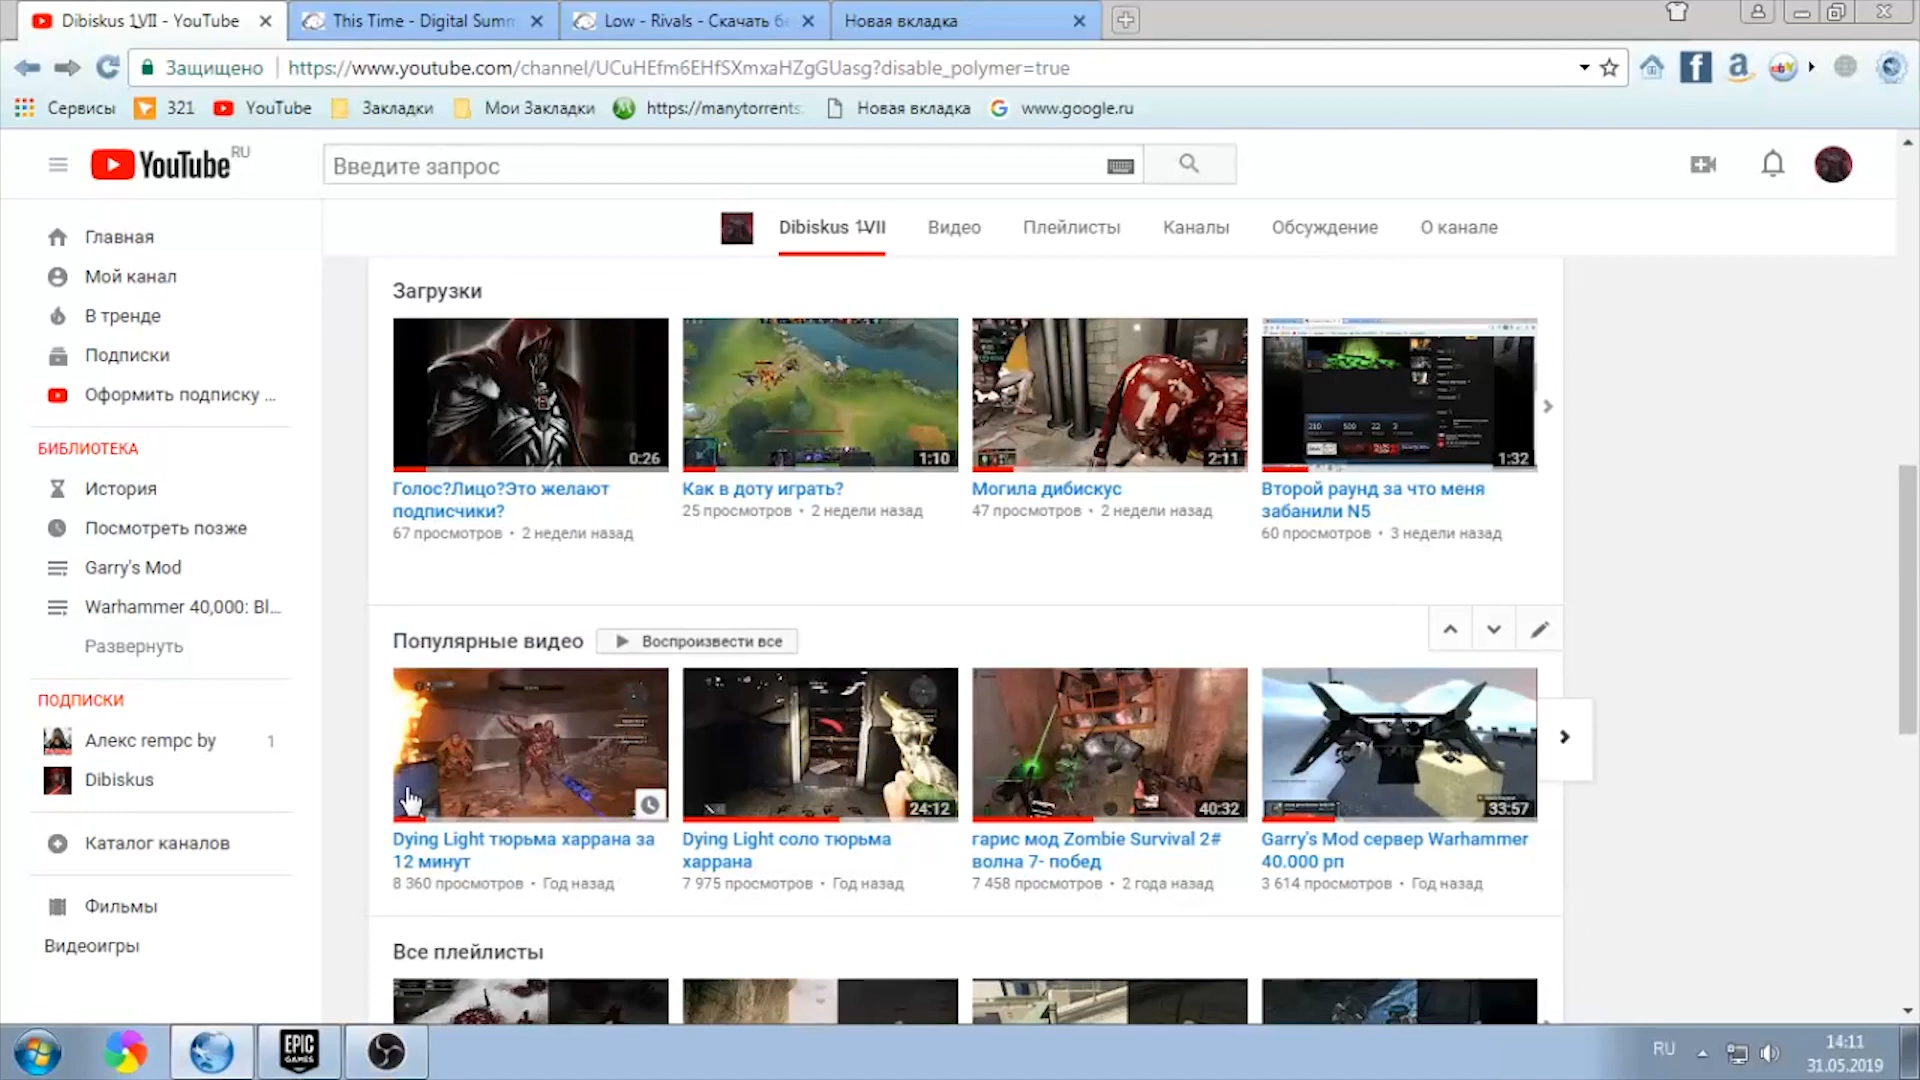 Dibiskus 1VII - YouTube
This Time - Digital Summ
Low - Rivals - Скачать бе
Новая вкладка
Защищено
https://www.youtube.com/channel/UCuHEfm6EHfSXmxaHZgGUasg?disable_polymer=true
Сервисы
321
YouTube
Закладки
Мои Закладки
https://manytorrents.
Новая вкладка
www.google.ru
YouTube RU
Введите запрос
Dibiskus 1VII
Видео
Плейлисты
Каналы
Обсуждение
О канале
Главная
Мой канал
В тренде
Подписки
Оформить подписку ...
БИБЛИОТЕКА
История
Посмотреть позже
Garry's Mod
Warhammer 40,000: Bl...
Развернуть
ПОДПИСКИ
Алекс rempc by 1
Dibiskus
Каталог каналов
Фильмы
Видеоигры
Загрузки
0:26
Голос?Лицо?Это желают
подписчики?
67 просмотров • 2 недели назад
1:10
Как в доту играть?
25 просмотров • 2 недели назад
2:11
Могила дибискус
47 просмотров • 2 недели назад
210 500 22 3
1:32
Второй раунд за что меня
забанили N5
60 просмотров • 3 недели назад
Популярные видео
Воспроизвести все
Dying Light тюрьма харрана за
12 минут
8 360 просмотров • Год назад
24:12
Dying Light соло тюрьма
харрана
7 975 просмотров • Год назад
40:32
гарис мод Zombie Survival 2#
волна 7- побед
7 458 просмотров • 2 года назад
33:57
Garry's Mod сервер Warhammer
40.000 рп
3 614 просмотров • Год назад
Все плейлисты
EPIC
GAMES
RU
14:11
31.05.2019